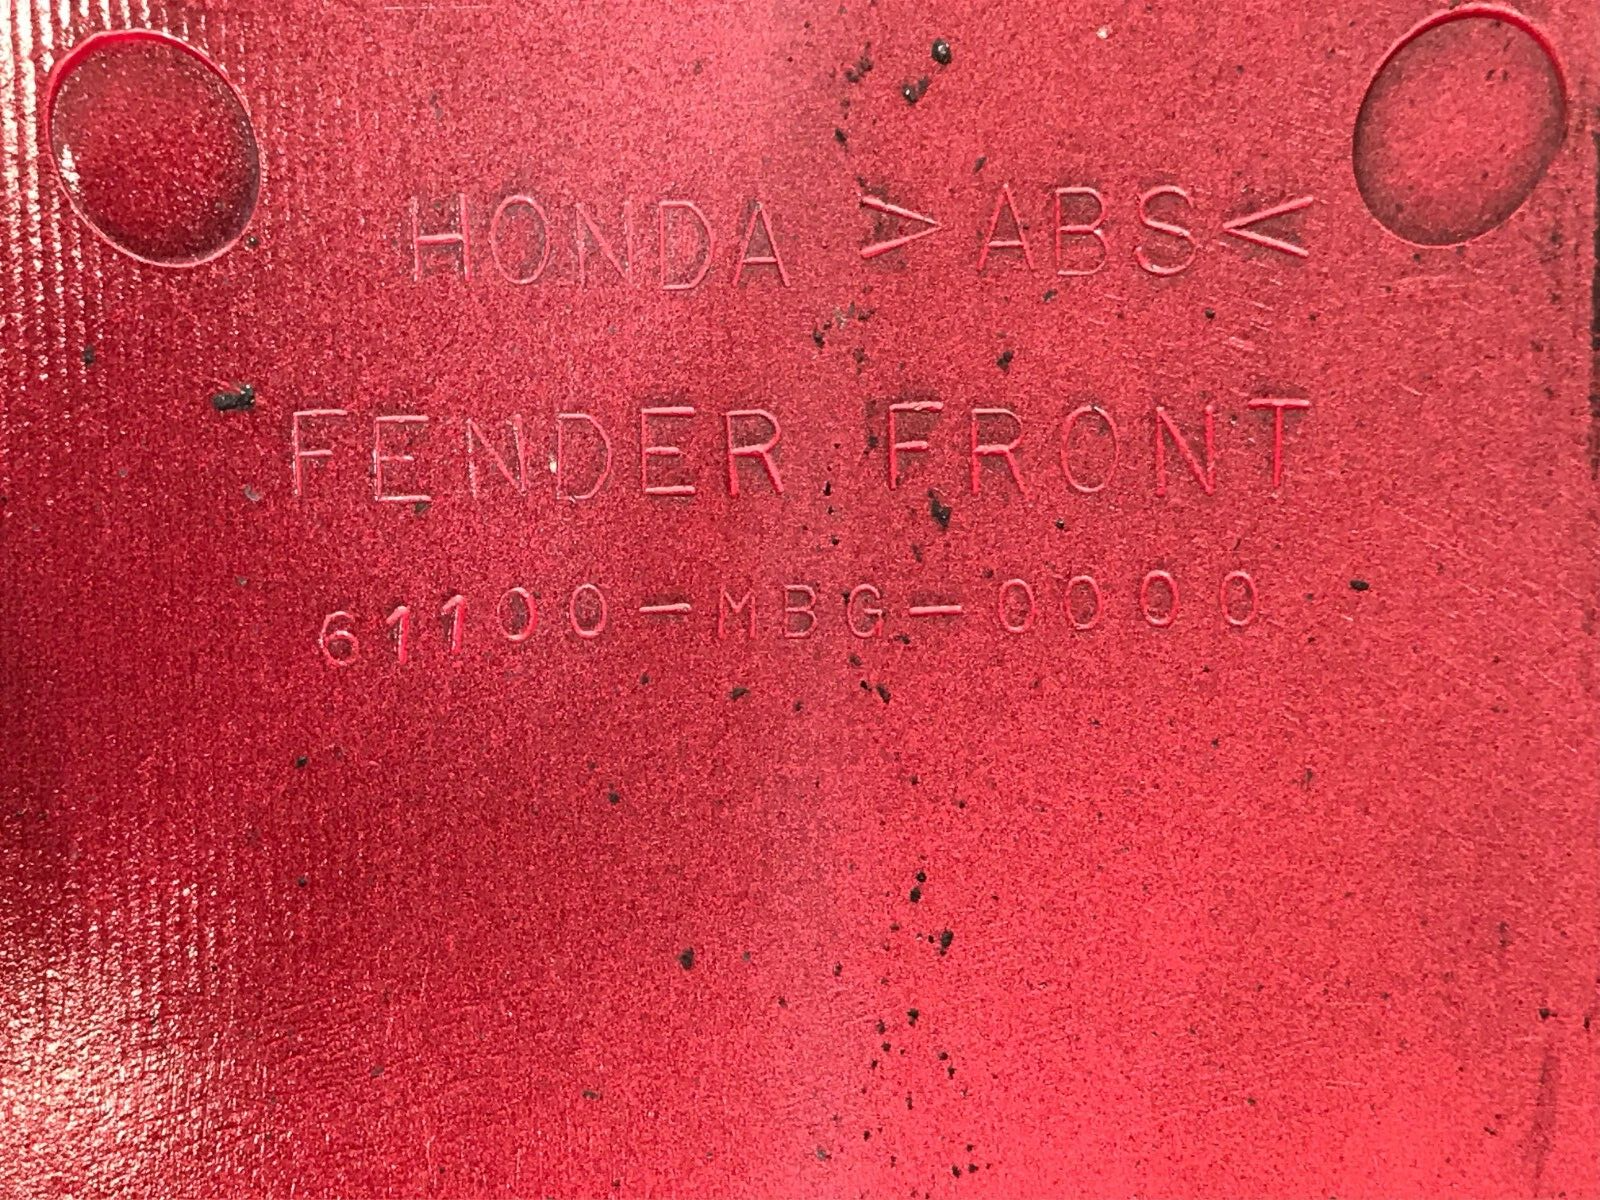 HONDA >ABS<
FENDER FRONT
61100-MBG-0000